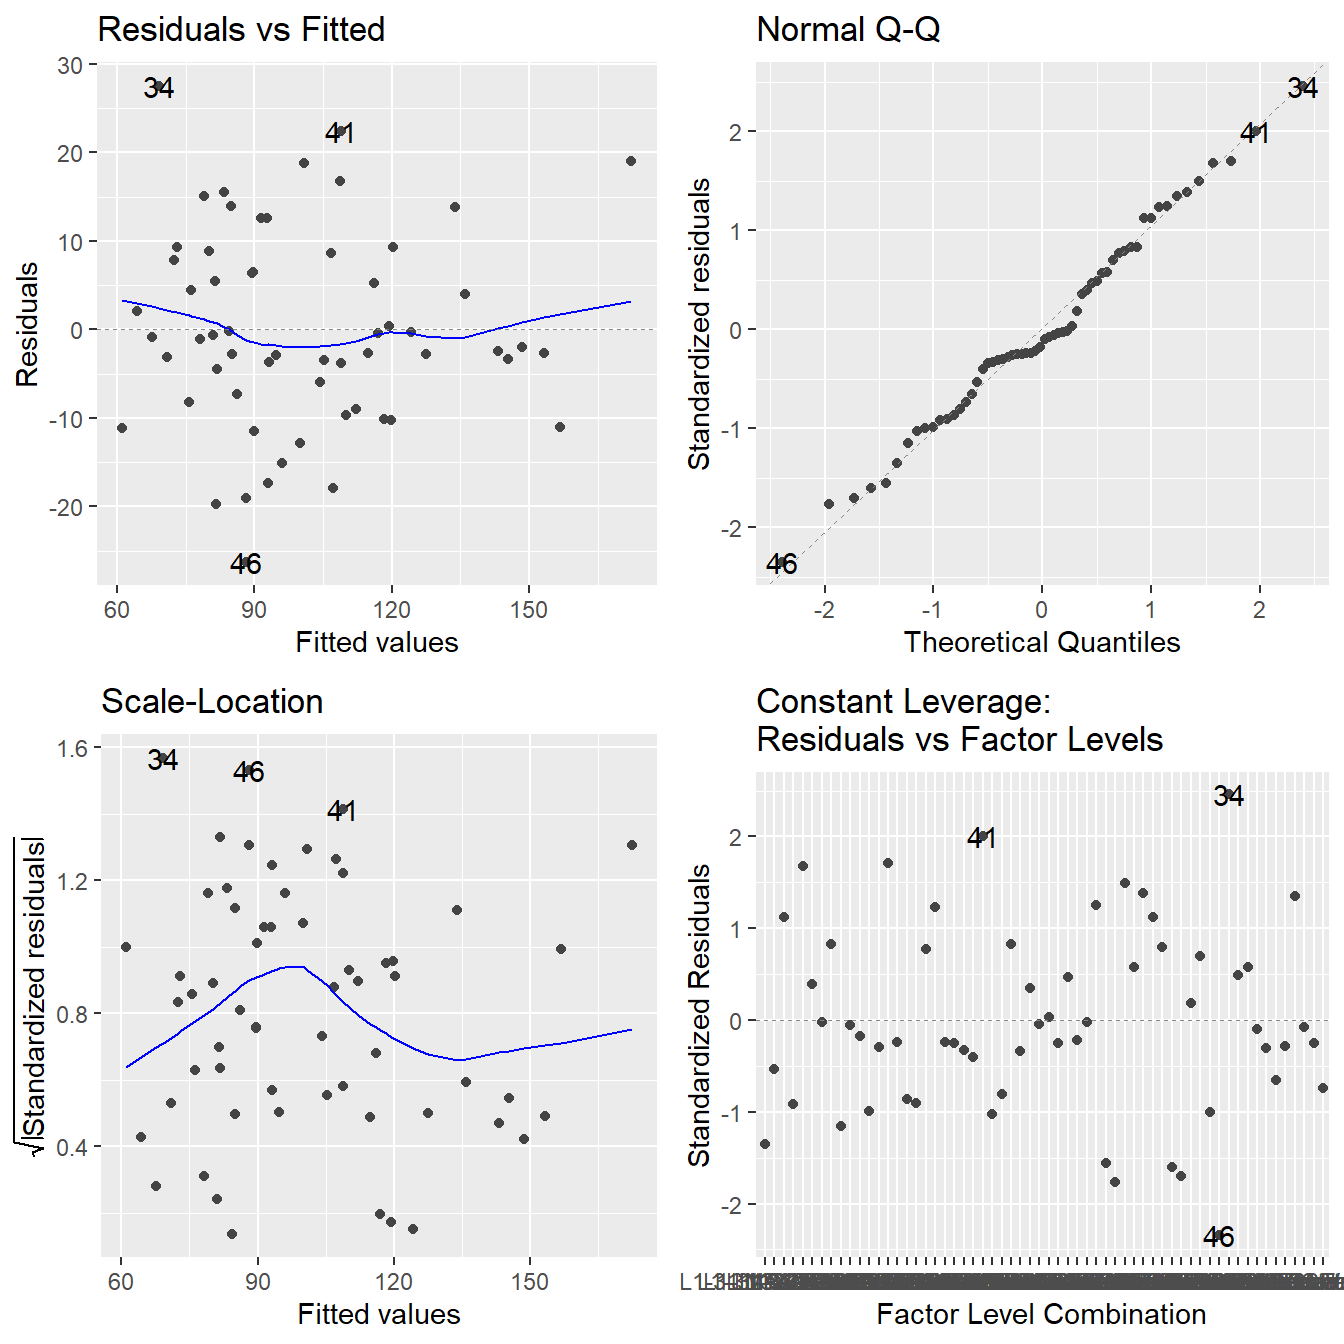 Residuals vs Fitted
30
20
10
0
-10
-20
34
41
46
60 90 120 150
Fitted values
Residuals
Normal Q-Q
2
1
0
-1
-2
34
41
46
-2 -1 0 1 2
Theoretical Quantiles
Standardized residuals
Scale-Location
1.6
1.2
0.8
0.4
34
46
41
60 90 120 150
Fitted values
√|Standardized residuals|
Constant Leverage:
Residuals vs Factor Levels
2
1
0
-1
-2
34
41
46
Factor Level Combination
Standardized Residuals